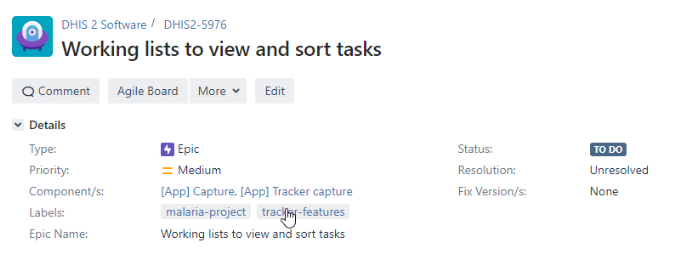 DHIS 2 Software / DHIS2-5976
Working lists to view and sort tasks
Comment Agile Board More Edit
Details
Type: Epic Status: TO DO
Priority: Medium Resolution: Unresolved
Component/s: [App] Capture, [App] Tracker capture Fix Version/s: None
Labels: malaria-project tracker-features
Epic Name: Working lists to view and sort tasks